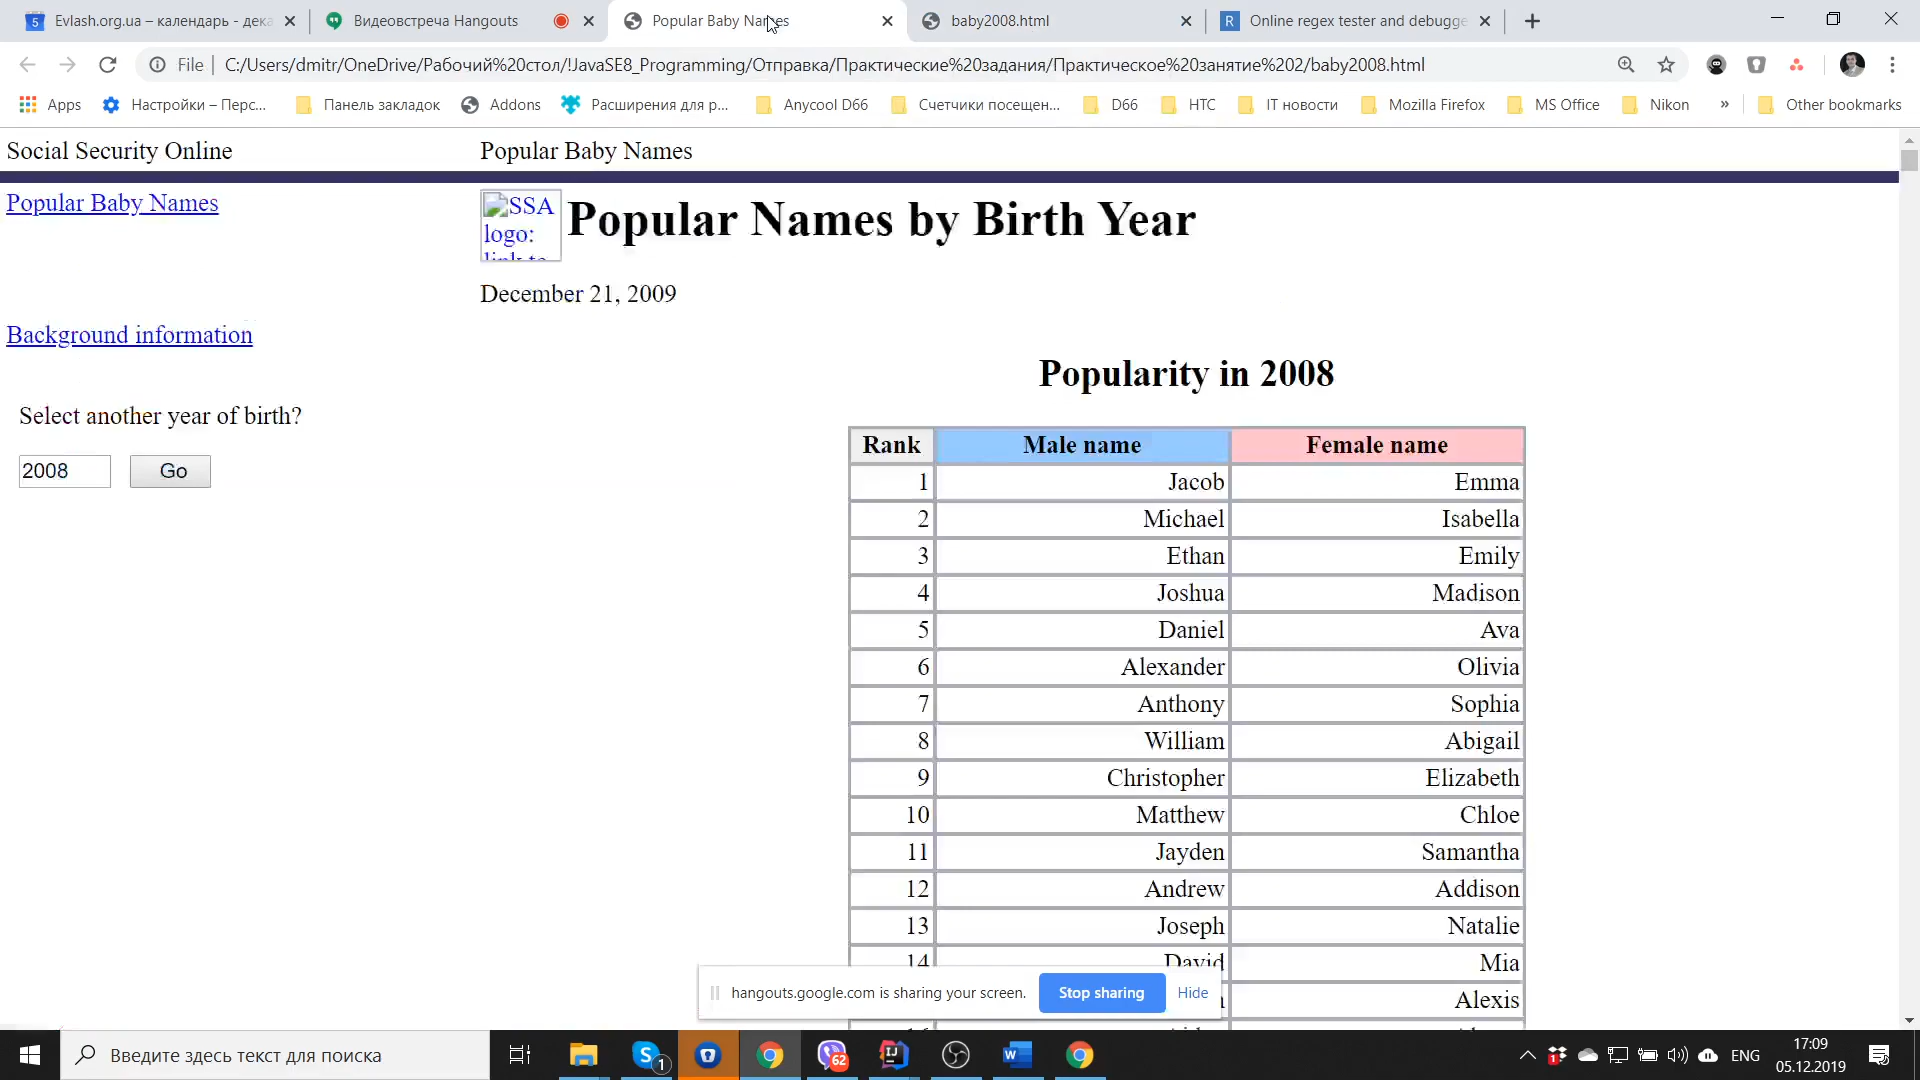 Evlash.org.ua – календарь - дека
Видеовстреча Hangouts
Popular Baby Names
baby2008.html
R Online regex tester and debugge
File | C:/Users/dmitr/OneDrive/Рабочий%20стол/!JavaSE8_Programming/Отправка/Практические%20задания/Практическое%20занятие%202/baby2008.html
Apps Настройки – Перс... Панель закладок Addons Расширения для р... Anycool D66 Счетчики посещен... D66 НТС IT новости Mozilla Firefox MS Office Nikon » Other bookmarks
Social Security Online Popular Baby Names
Popular Baby Names
SSA
logo:
Popular Names by Birth Year
December 21, 2009
Background information
Select another year of birth?
2008 Go
Popularity in 2008
Rank Male name Female name
1 Jacob Emma
2 Michael Isabella
3 Ethan Emily
4 Joshua Madison
5 Daniel Ava
6 Alexander Olivia
7 Anthony Sophia
8 William Abigail
9 Christopher Elizabeth
10 Matthew Chloe
11 Jayden Samantha
12 Andrew Addison
13 Joseph Natalie
14 David Mia
Alexis
hangouts.google.com is sharing your screen. Stop sharing Hide
Введите здесь текст для поиска
1
62
ENG
17:09
05.12.2019